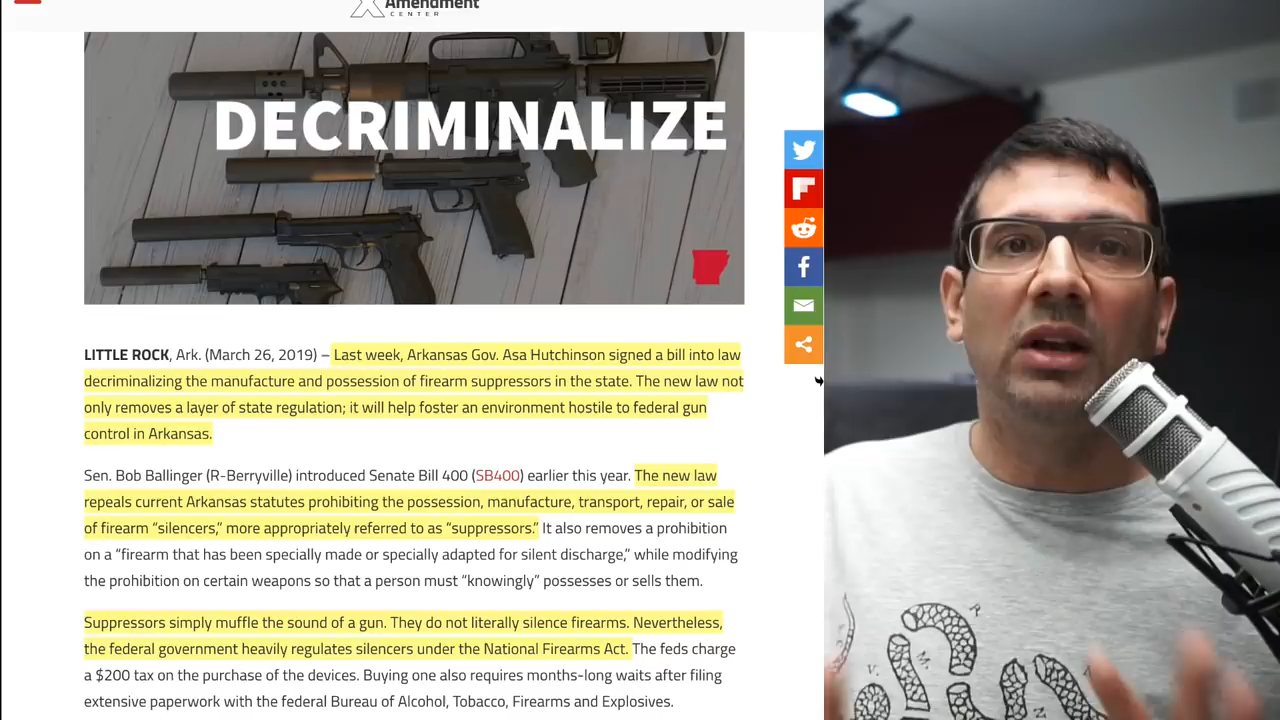 Amendment
CENTER
DECRIMINALIZE
LITTLE ROCK, Ark. (March 26, 2019) – Last week, Arkansas Gov. Asa Hutchinson signed a bill into law
decriminalizing the manufacture and possession of firearm suppressors in the state. The new law not
only removes a layer of state regulation; it will help foster an environment hostile to federal gun
control in Arkansas.
Sen. Bob Ballinger (R-Berryville) introduced Senate Bill 400 (SB400) earlier this year. The new law
repeals current Arkansas statutes prohibiting the possession, manufacture, transport, repair, or sale
of firearm “silencers,” more appropriately referred to as “suppressors.” It also removes a prohibition
on a “firearm that has been specially made or specially adapted for silent discharge,” while modifying
the prohibition on certain weapons so that a person must “knowingly” possesses or sells them.
Suppressors simply muffle the sound of a gun. They do not literally silence firearms. Nevertheless,
the federal government heavily regulates silencers under the National Firearms Act. The feds charge
a $200 tax on the purchase of the devices. Buying one also requires months-long waits after filing
extensive paperwork with the federal Bureau of Alcohol, Tobacco, Firearms and Explosives.
R.
M.
V.